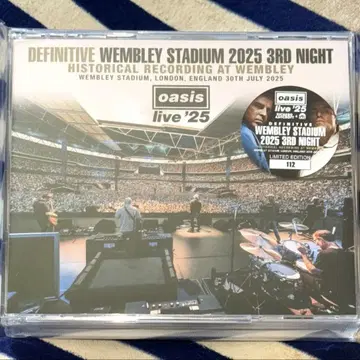 DEFINITIVE WEMBLEY STADIUM 2025 3RD NIGHT
HISTORICAL RECORDING AT WEMBLEY
WEMBLEY STADIUM, LONDON, ENGLAND 30TH JULY 2025
oasis
live '25
oasis
live '25
DEFINITIVE
WEMBLEY STADIUM
2025 3RD NIGHT
LIMITED EDITION
112